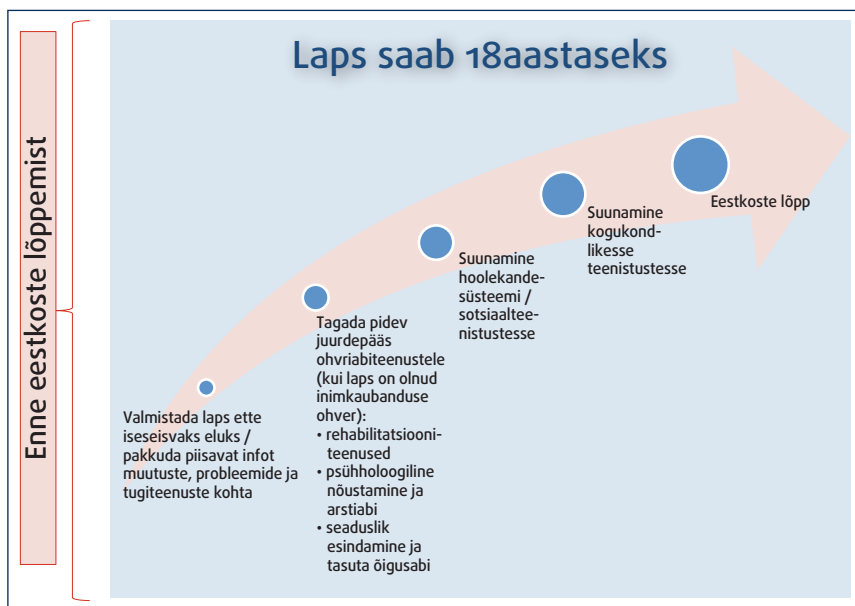 Enne eestkoste lõppemist
Laps saab 18aastaseks
Valmistada laps ette
iseseisvaks eluks /
pakkuda piisavat infot
muutuste, probleemide ja
tugiteenuste kohta
Tagada pidev
juurdepääs
ohvriabiteenustele
(kui laps on olnud
inimkaubanduse
ohver):
• rehabilitatsiooni-
teenused
• psühholoogiline
nõustamine ja
arstiabi
• seaduslik
esindamine ja
tasuta õigusabi
Suunamine
hoolekande-
süsteemi /
sotsiaaltee-
nistustesse
Suunamine
kogukond-
likesse
teenistustesse
Eestkoste lõpp